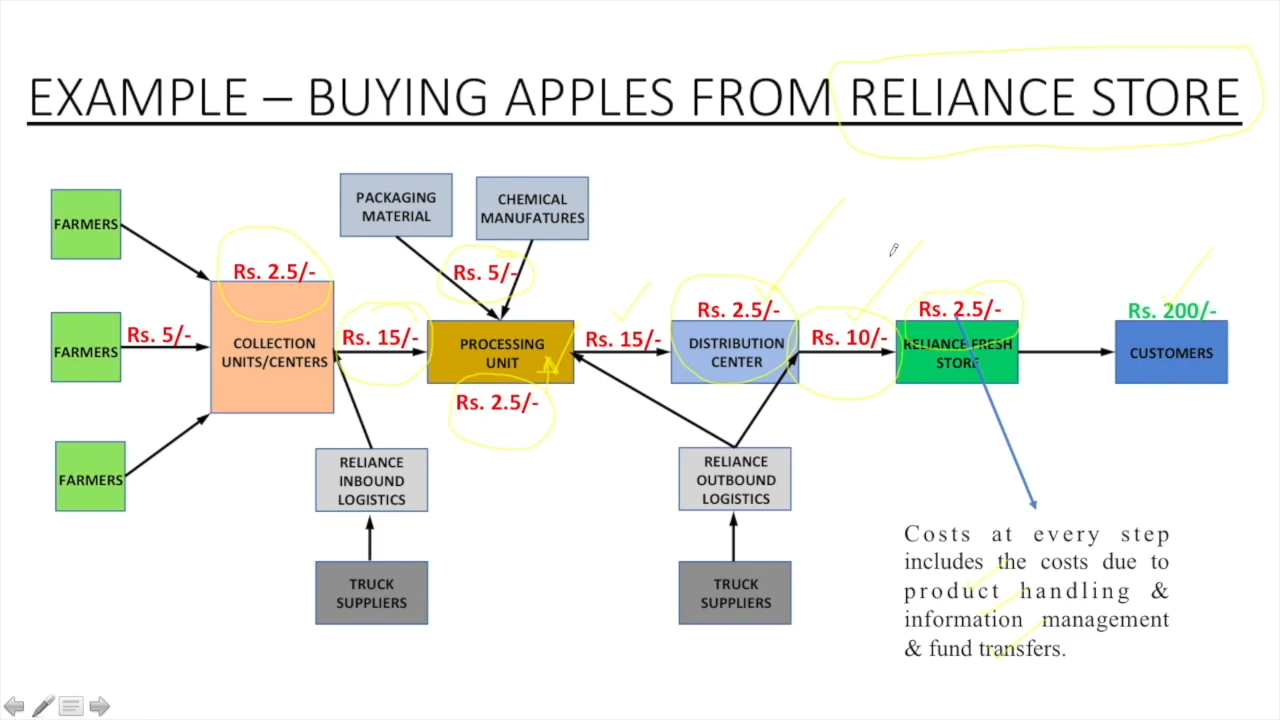 EXAMPLE – BUYING APPLES FROM RELIANCE STORE
FARMERS
FARMERS
FARMERS
Rs. 5/-
Rs. 2.5/-
COLLECTION
UNITS/CENTERS
Rs. 15/-
PACKAGING
MATERIAL
CHEMICAL
MANUFATURES
Rs. 5/-
PROCESSING
UNIT
Rs. 2.5/-
Rs. 15/-
Rs. 2.5/-
DISTRIBUTION
CENTER
Rs. 10/-
Rs. 2.5/-
RELIANCE FRESH
STORE
Rs. 200/-
CUSTOMERS
RELIANCE
INBOUND
LOGISTICS
TRUCK
SUPPLIERS
RELIANCE
OUTBOUND
LOGISTICS
TRUCK
SUPPLIERS
Costs at every step
includes the costs due to
product handling &
information management
& fund transfers.